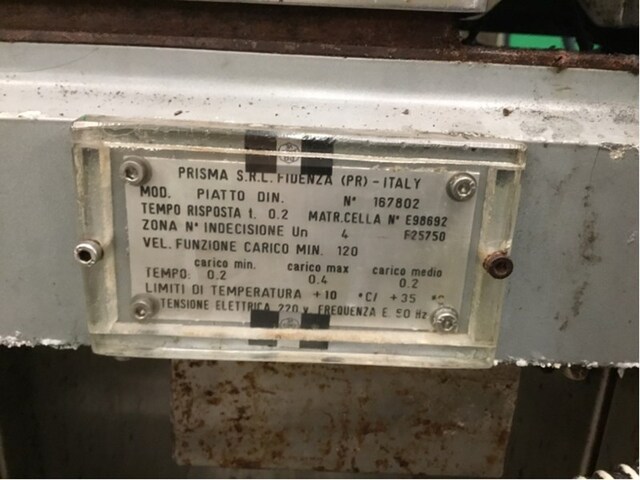 PRISMA S.R.L. FIDENZA (PR) - ITALY
MOD. PIATTO DIN. N° 167802
TEMPO RISPOSTA t. 0.2 MATR.CELLA N° E98692
ZONA N° INDECISIONE Un 4 F25750
VEL. FUNZIONE CARICO MIN. 120
carico min. carico max carico medio
TEMPO: 0.2 0.4 0.2
LIMITI DI TEMPERATURA +10 °C/ +35 °C
TENSIONE ELETTRICA 220 v. FREQUENZA E. 50 Hz